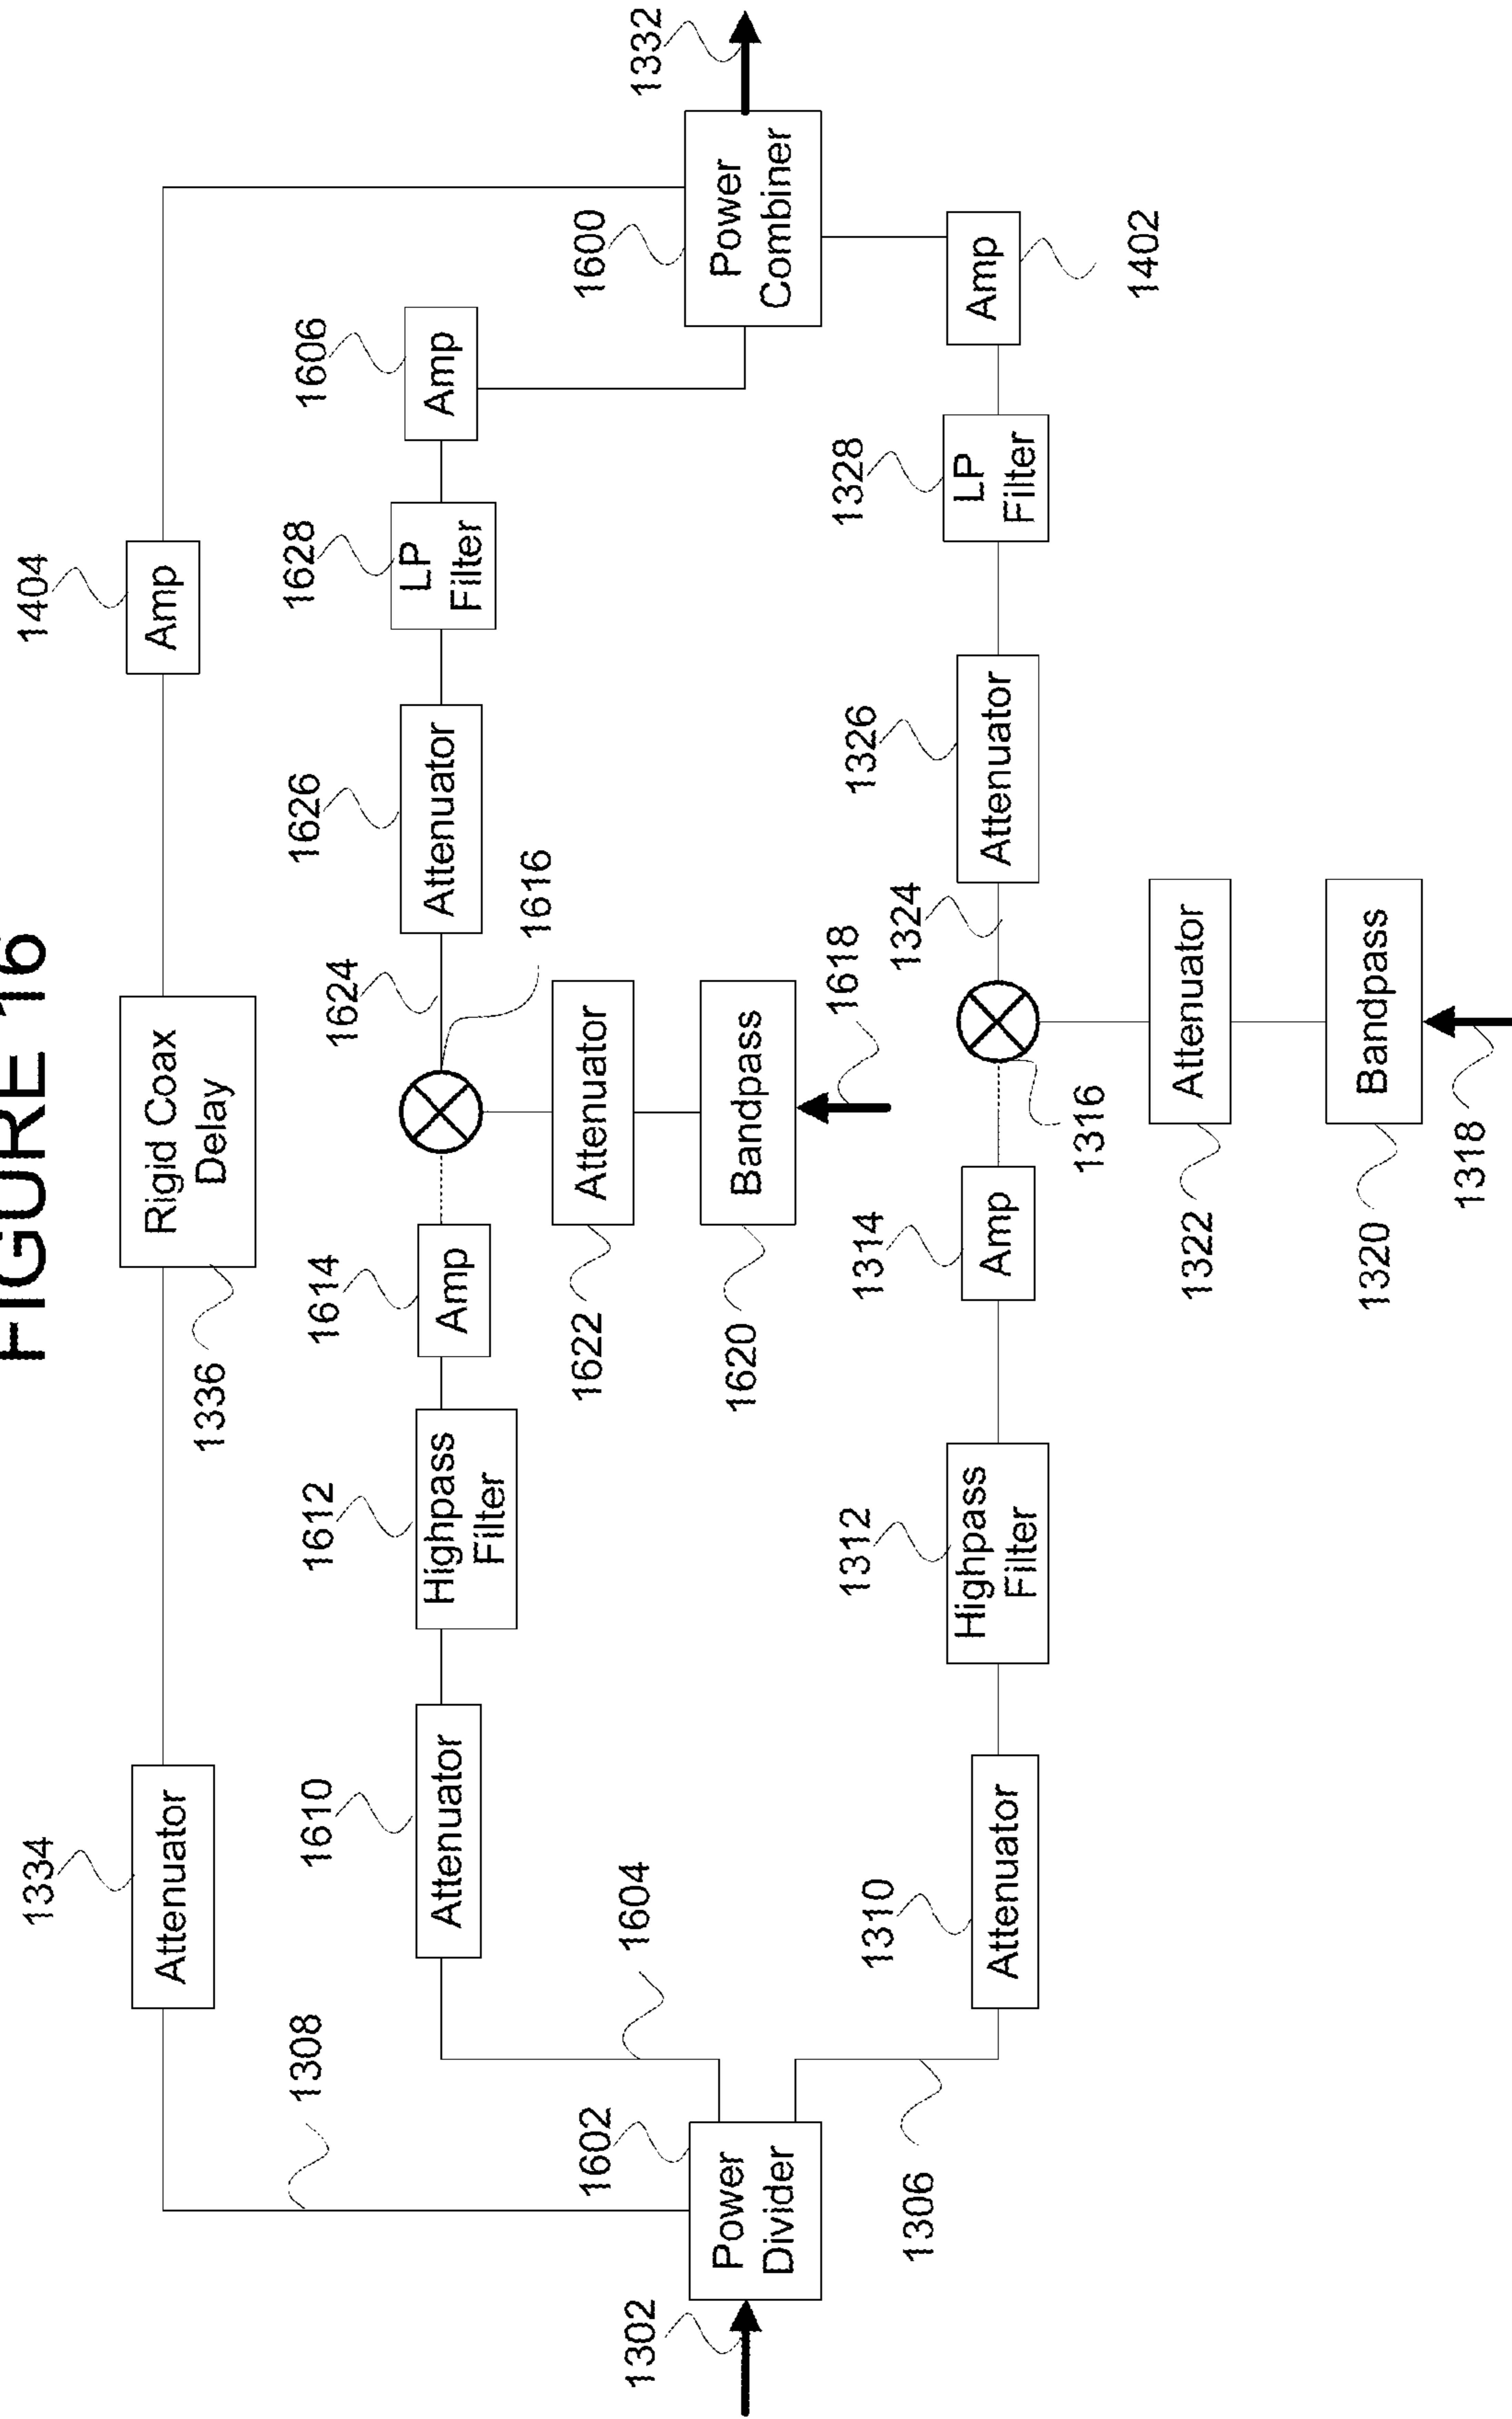 FIGURE 16
1404
1334
Amp
Rigid Coax
Delay
Attenuator
1336
1308
1606
1628
1626
1624
1616
1614
1612
1610
Amp
LP
Filter
Attenuator
Amp
Highpass
Filter
Attenuator
Attenuator
1622
Bandpass
1620
1618
1604
1332
1600
Power
Combiner
1602
Power
Divider
1302
1306
1328
1326
1324
1314
1312
1310
Amp
1402
LP
Filter
Attenuator
1316
Amp
Highpass
Filter
Attenuator
Attenuator
1322
Bandpass
1320
1318